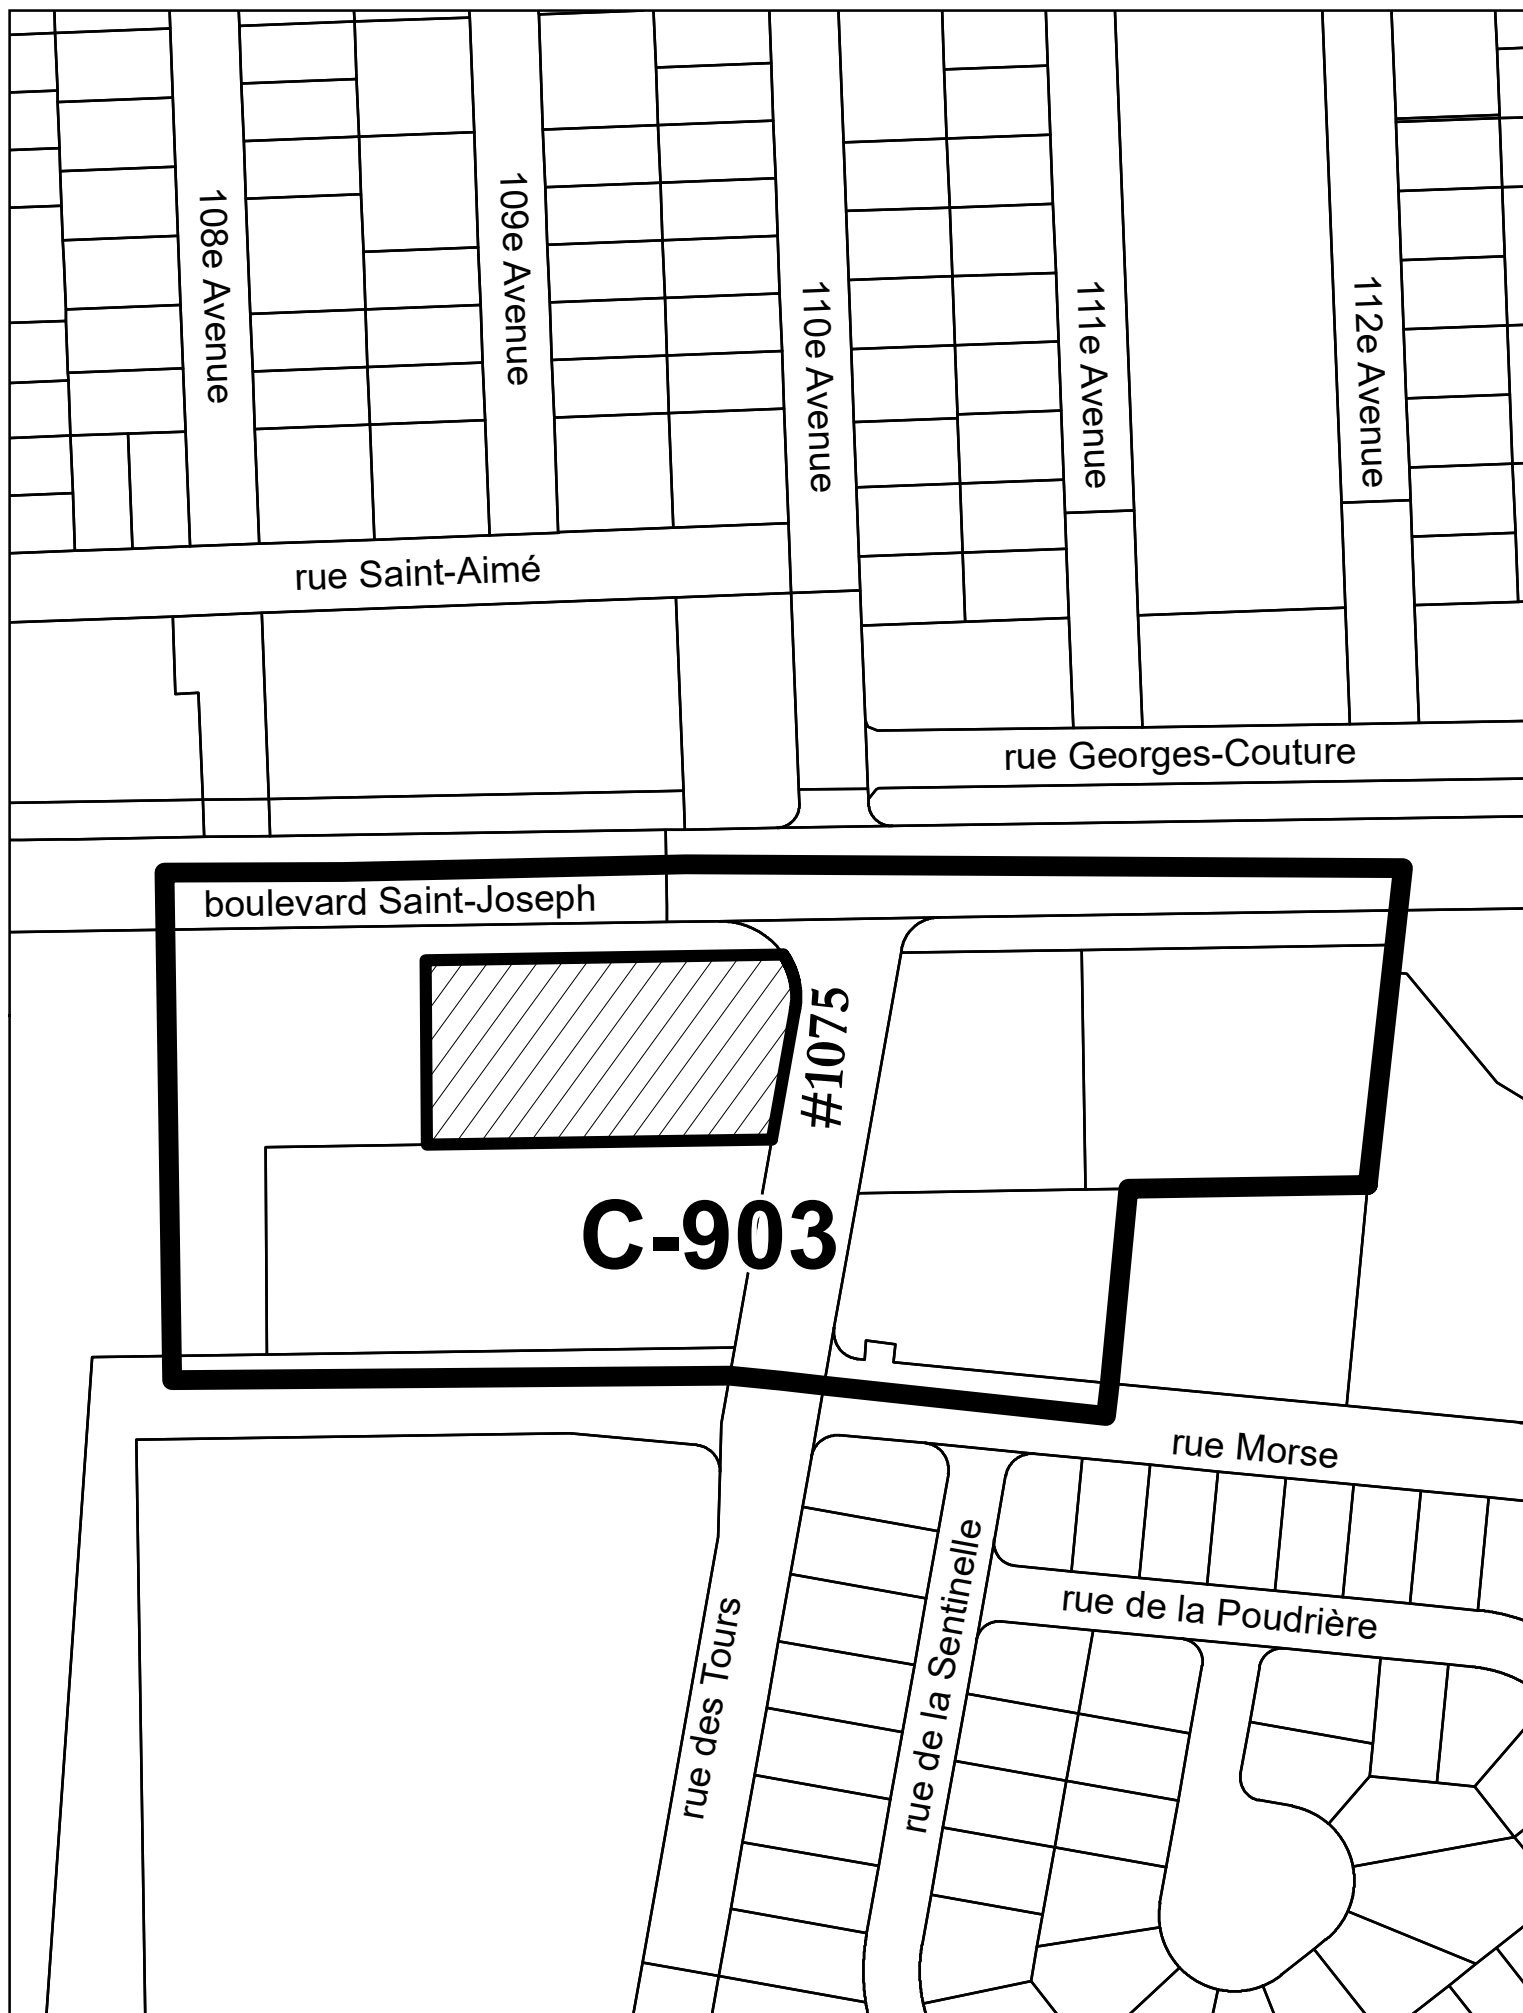 108e Avenue
109e Avenue
110e Avenue
111e Avenue
112e Avenue
rue Saint-Aimé
rue Georges-Couture
boulevard Saint-Joseph
#1075
C-903
rue Morse
rue de la Poudrière
rue de la Sentinelle
rue des Tours